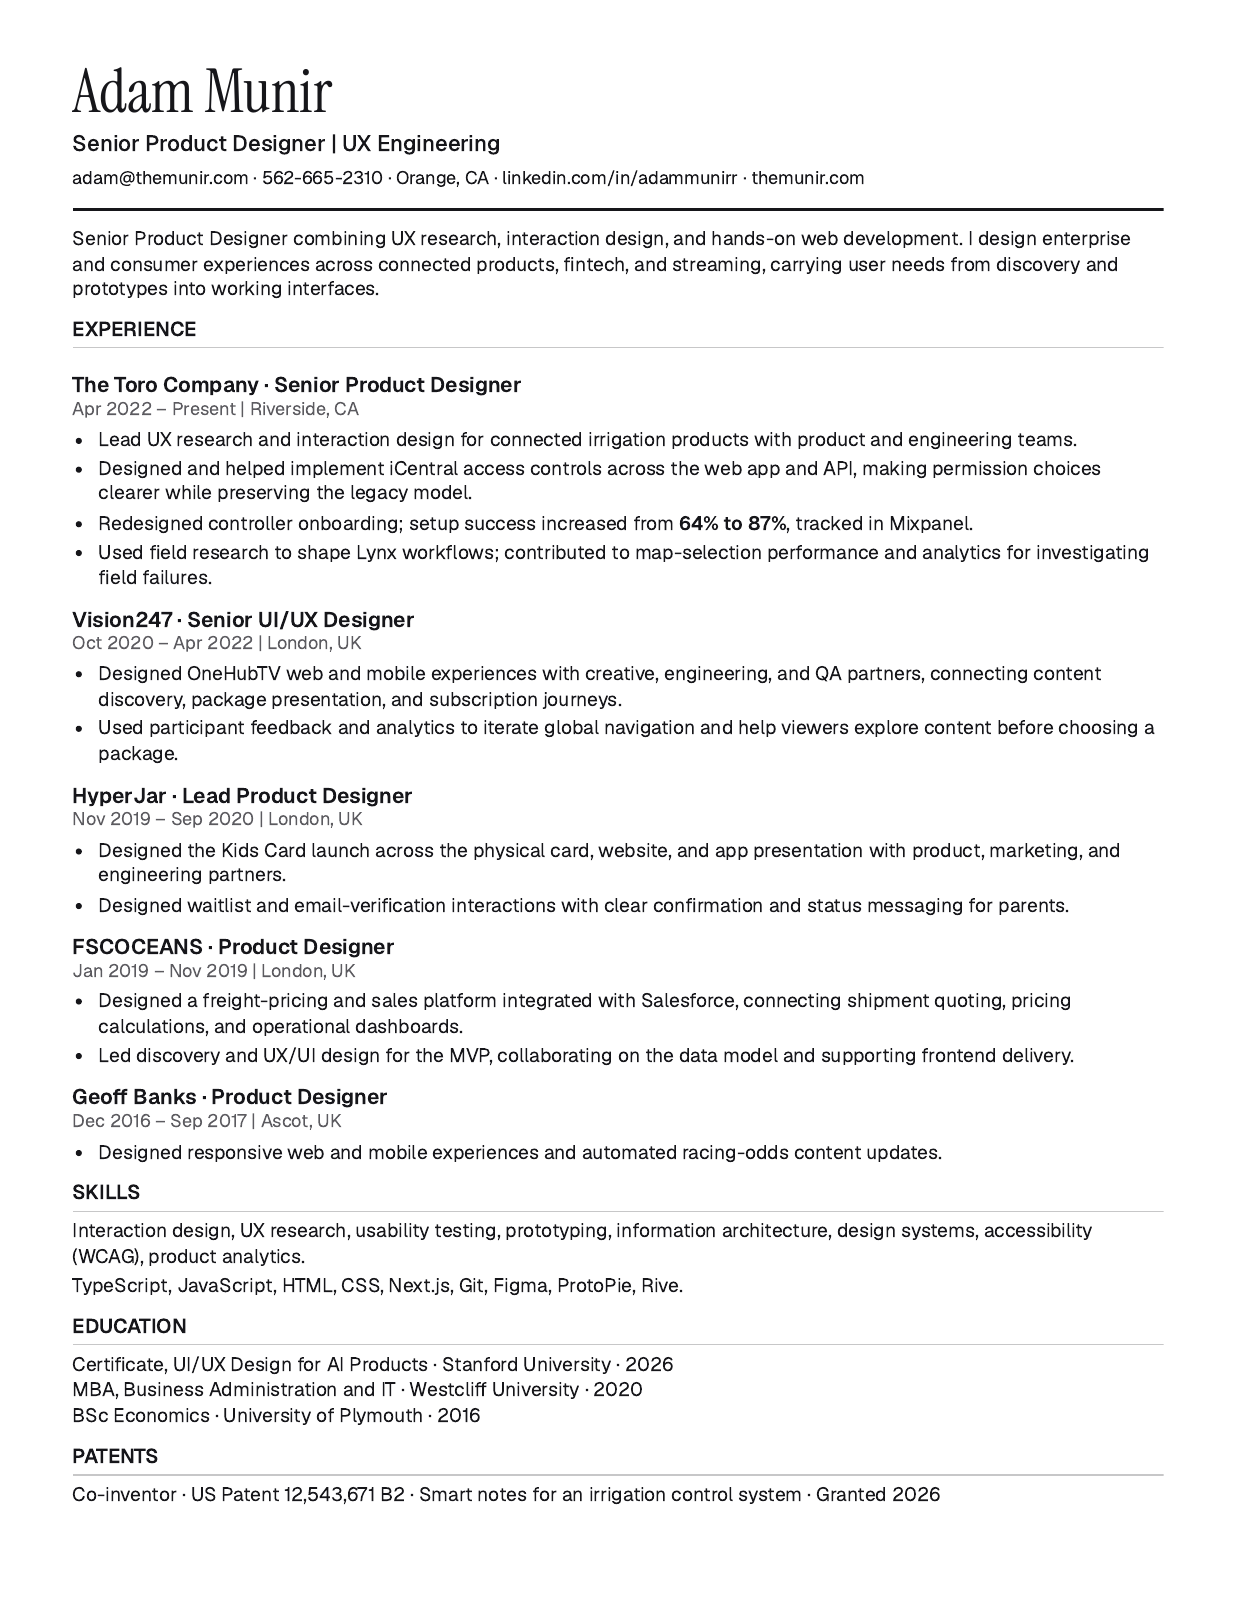 Adam Munir
Senior Product Designer | UX Engineering
adam@themunir.com · 562-665-2310 · Orange, CA · linkedin.com/in/adammunirr · themunir.com
Senior Product Designer combining UX research, interaction design, and hands-on web development. I design enterprise
and consumer experiences across connected products, fintech, and streaming, carrying user needs from discovery and
prototypes into working interfaces.
EXPERIENCE
The Toro Company · Senior Product Designer
Apr 2022 – Present | Riverside, CA
• Lead UX research and interaction design for connected irrigation products with product and engineering teams.
• Designed and helped implement iCentral access controls across the web app and API, making permission choices
clearer while preserving the legacy model.
• Redesigned controller onboarding; setup success increased from 64% to 87%, tracked in Mixpanel.
• Used field research to shape Lynx workflows; contributed to map-selection performance and analytics for investigating
field failures.
Vision247 · Senior UI/UX Designer
Oct 2020 – Apr 2022 | London, UK
• Designed OneHubTV web and mobile experiences with creative, engineering, and QA partners, connecting content
discovery, package presentation, and subscription journeys.
• Used participant feedback and analytics to iterate global navigation and help viewers explore content before choosing a
package.
HyperJar · Lead Product Designer
Nov 2019 – Sep 2020 | London, UK
• Designed the Kids Card launch across the physical card, website, and app presentation with product, marketing, and
engineering partners.
• Designed waitlist and email-verification interactions with clear confirmation and status messaging for parents.
FSCOCEANS · Product Designer
Jan 2019 – Nov 2019 | London, UK
• Designed a freight-pricing and sales platform integrated with Salesforce, connecting shipment quoting, pricing
calculations, and operational dashboards.
• Led discovery and UX/UI design for the MVP, collaborating on the data model and supporting frontend delivery.
Geoff Banks · Product Designer
Dec 2016 – Sep 2017 | Ascot, UK
• Designed responsive web and mobile experiences and automated racing-odds content updates.
SKILLS
Interaction design, UX research, usability testing, prototyping, information architecture, design systems, accessibility
(WCAG), product analytics.
TypeScript, JavaScript, HTML, CSS, Next.js, Git, Figma, ProtoPie, Rive.
EDUCATION
Certificate, UI/UX Design for AI Products · Stanford University · 2026
MBA, Business Administration and IT · Westcliff University · 2020
BSc Economics · University of Plymouth · 2016
PATENTS
Co-inventor · US Patent 12,543,671 B2 · Smart notes for an irrigation control system · Granted 2026